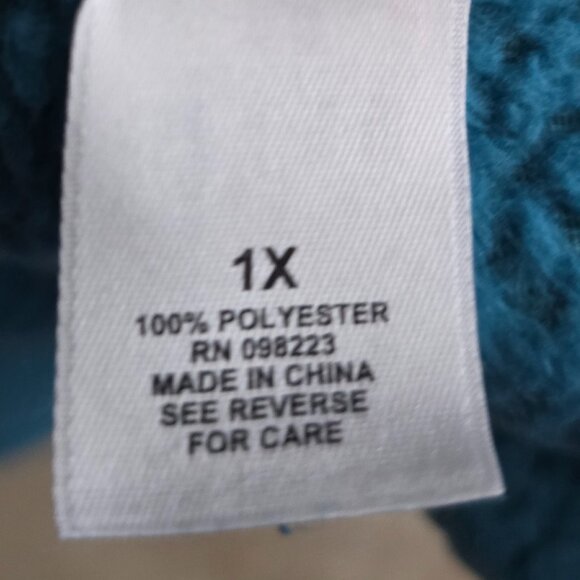 1X
100% POLYESTER
RN 098223
MADE IN CHINA
SEE REVERSE
FOR CARE